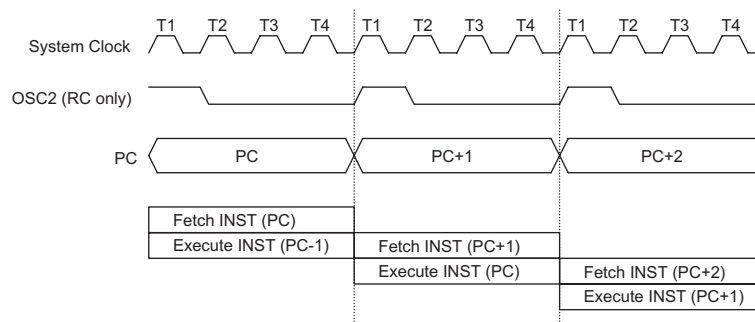 T1 T2 T3 T4 T1 T2 T3 T4 T1 T2 T3 T4
System Clock
OSC2 (RC only)
PC PC PC+1 PC+2
Fetch INST (PC)
Execute INST (PC-1) Fetch INST (PC+1)
Execute INST (PC) Fetch INST (PC+2)
Execute INST (PC+1)